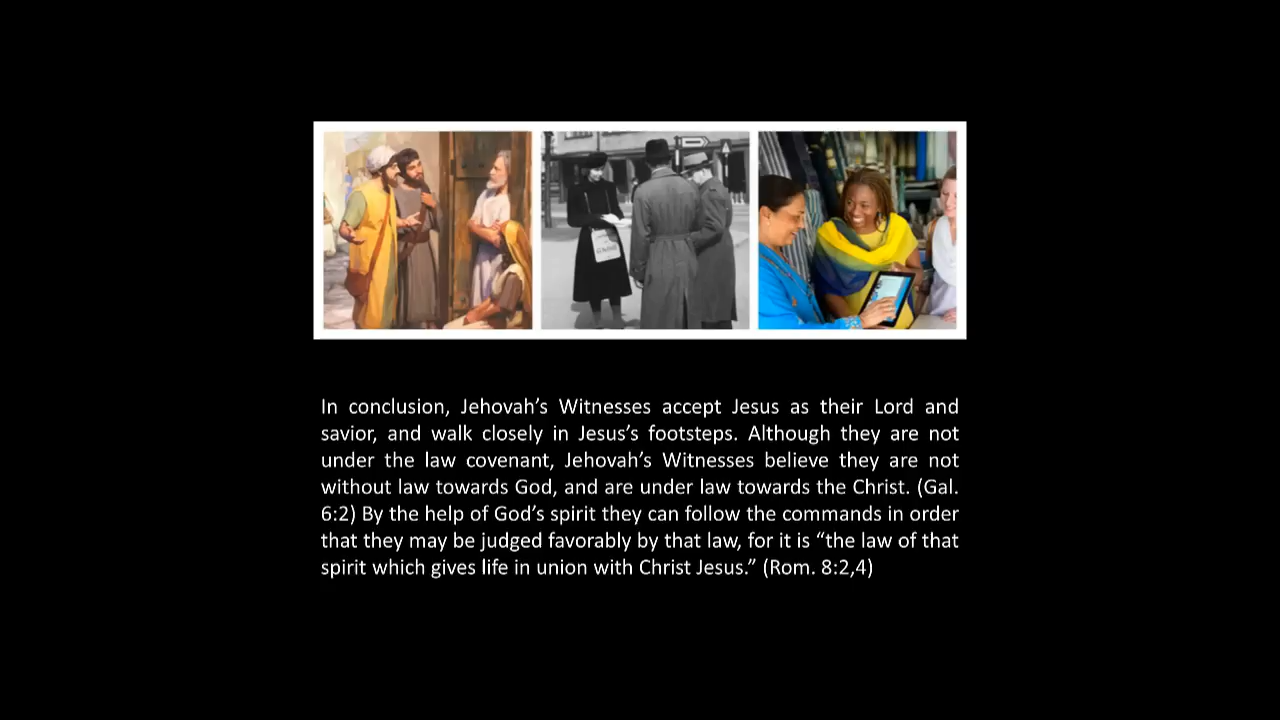 In conclusion, Jehovah’s Witnesses accept Jesus as their Lord and
savior, and walk closely in Jesus’s footsteps. Although they are not
under the law covenant, Jehovah’s Witnesses believe they are not
without law towards God, and are under law towards the Christ. (Gal.
6:2) By the help of God’s spirit they can follow the commands in order
that they may be judged favorably by that law, for it is “the law of that
spirit which gives life in union with Christ Jesus.” (Rom. 8:2,4)